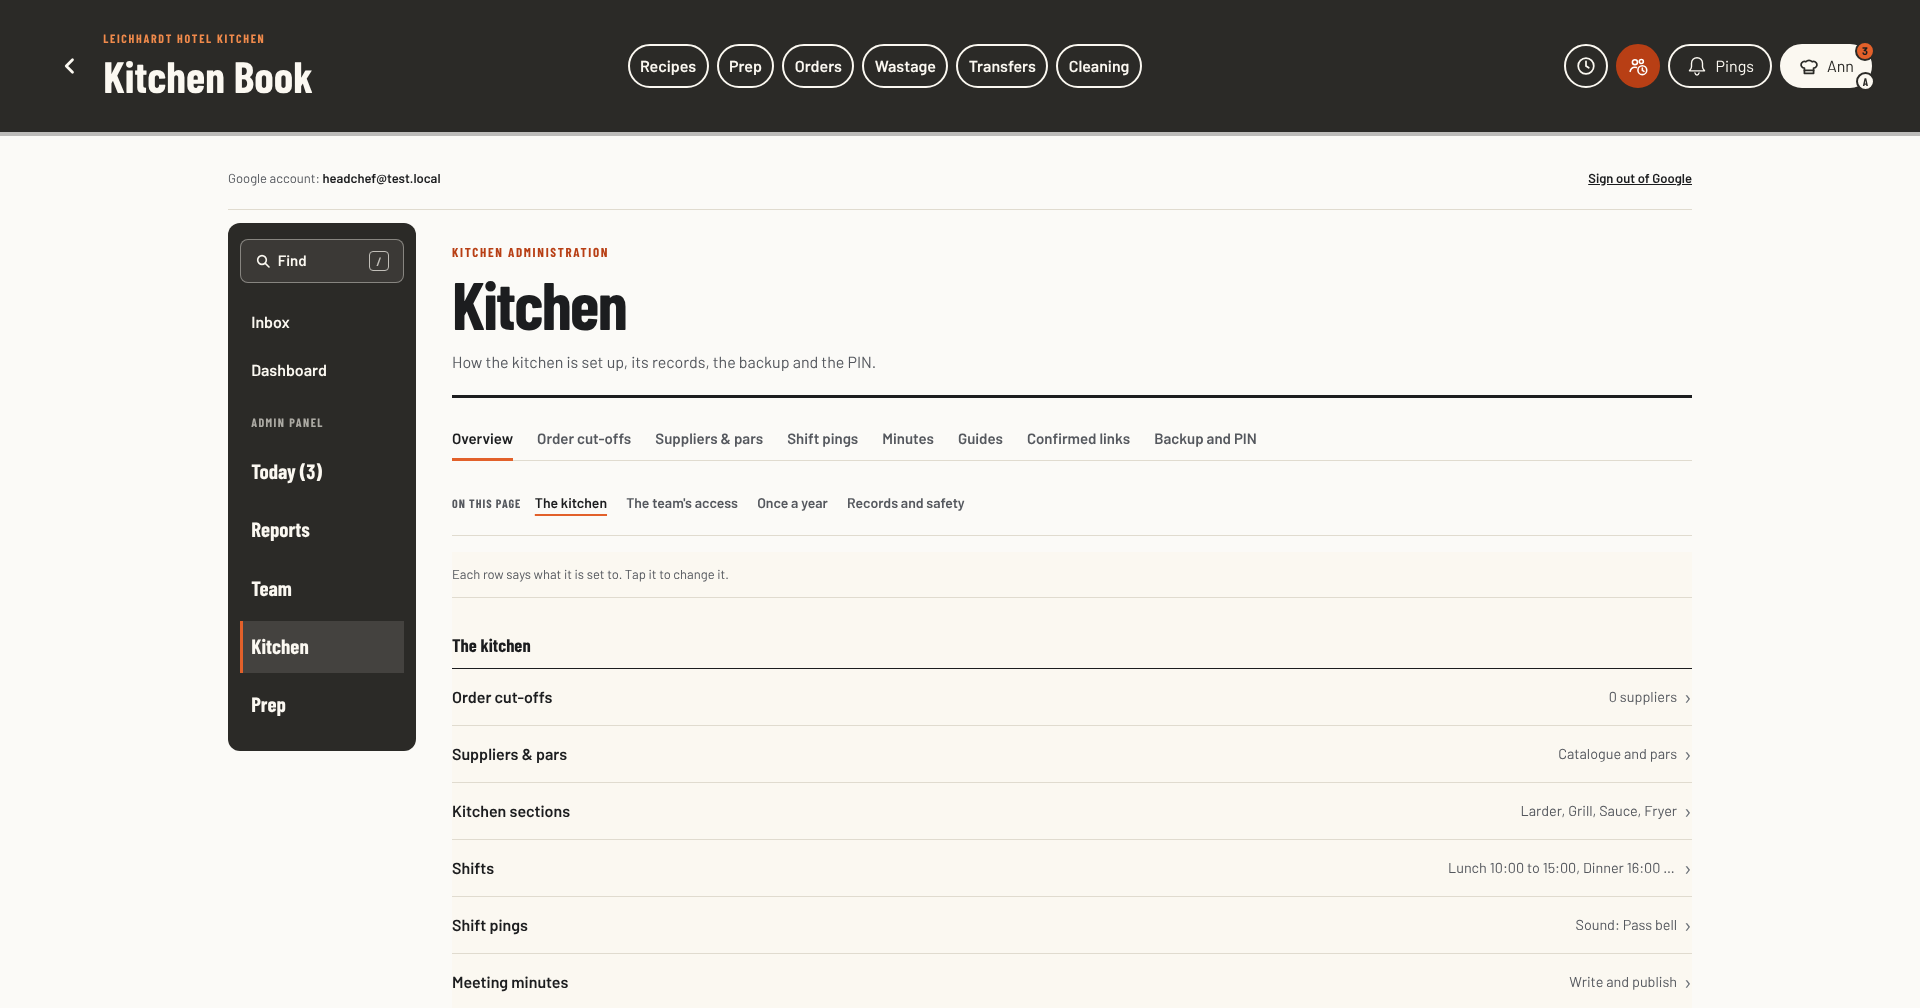 LEICHHARDT HOTEL KITCHEN
Kitchen Book
Recipes Prep Orders Wastage Transfers Cleaning
Pings
Ann
3
A
Google account: headchef@test.local
Sign out of Google
Find /
Inbox
Dashboard
ADMIN PANEL
Today (3)
Reports
Team
Kitchen
Prep
KITCHEN ADMINISTRATION
Kitchen
How the kitchen is set up, its records, the backup and the PIN.
Overview Order cut-offs Suppliers & pars Shift pings Minutes Guides Confirmed links Backup and PIN
ON THIS PAGE The kitchen The team's access Once a year Records and safety
Each row says what it is set to. Tap it to change it.
The kitchen
Order cut-offs 0 suppliers ›
Suppliers & pars Catalogue and pars ›
Kitchen sections Larder, Grill, Sauce, Fryer ›
Shifts Lunch 10:00 to 15:00, Dinner 16:00 ... ›
Shift pings Sound: Pass bell ›
Meeting minutes Write and publish ›